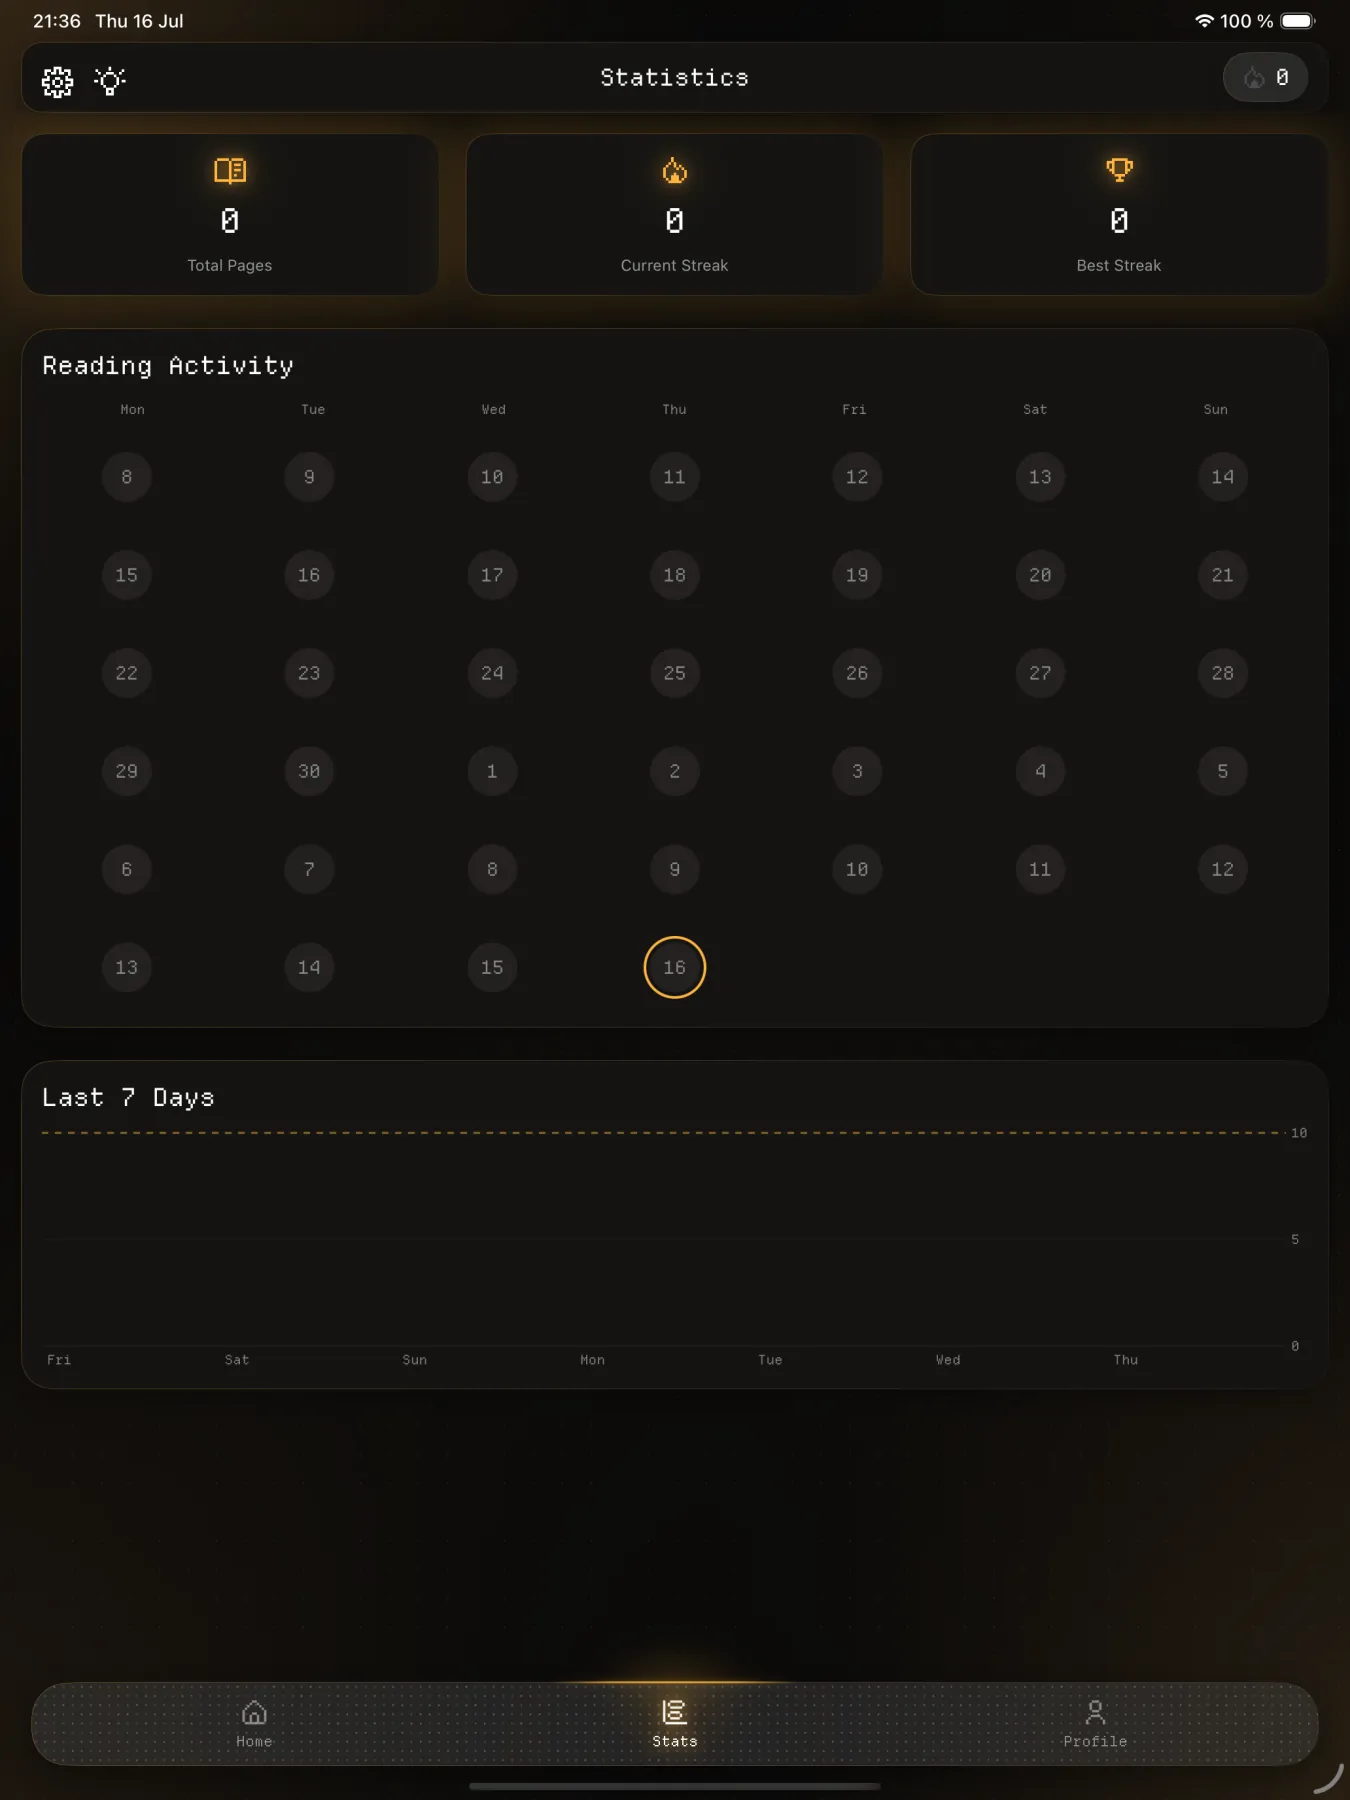 21:36 Thu 16 Jul 100 %
Statistics 0
0 0 0
Total Pages Current Streak Best Streak
Reading Activity
Mon Tue Wed Thu Fri Sat Sun
8 9 10 11 12 13 14
15 16 17 18 19 20 21
22 23 24 25 26 27 28
29 30 1 2 3 4 5
6 7 8 9 10 11 12
13 14 15 16
Last 7 Days
10
5
0
Fri Sat Sun Mon Tue Wed Thu
Home Stats Profile